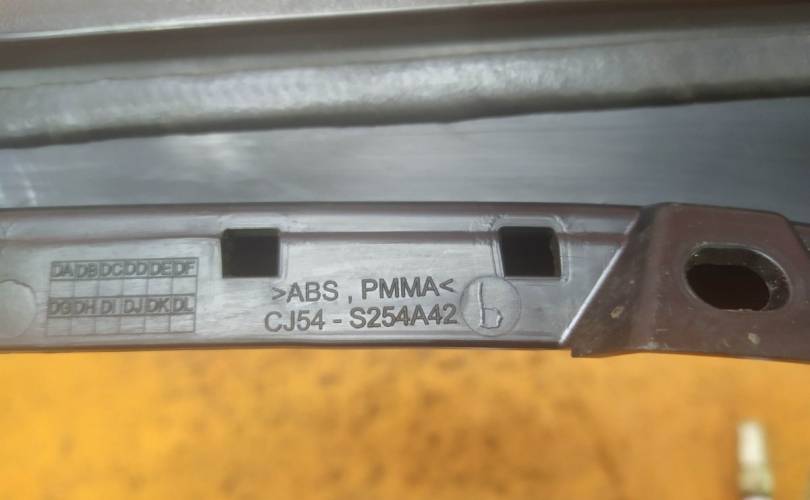 DA DB DC DD DE DF
>ABS , PMMA<
DG DH DI DJ DK DL
CJ54 - S254A42
b